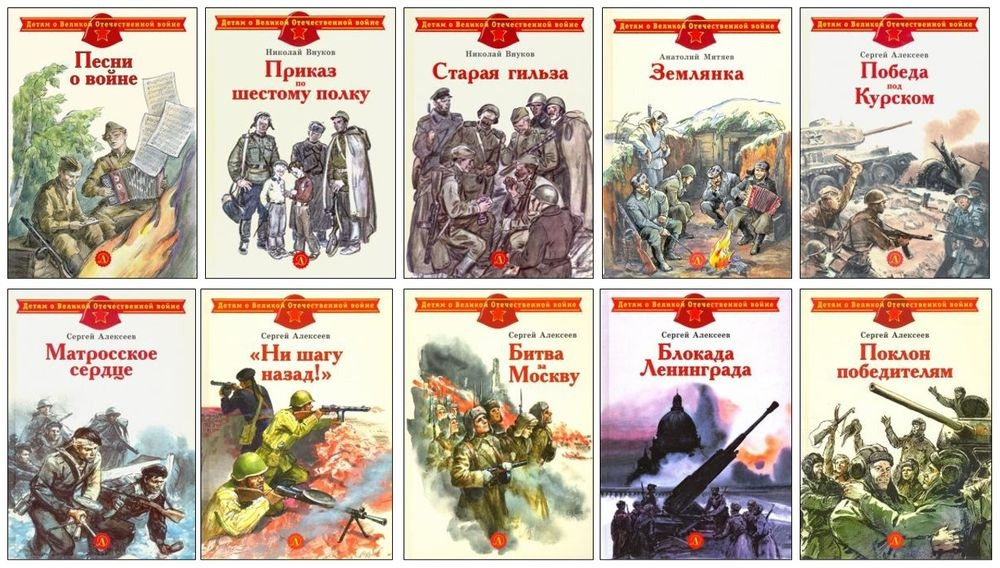 Детям о Великой Отечественной войне
Песни
о войне
Детям о Великой Отечественной войне
Николай Внуков
Приказ
по
шестому полку
Детям о Великой Отечественной войне
Николай Внуков
Старая гильза
Детям о Великой Отечественной войне
Анатолий Митяев
Землянка
Детям о Великой Отечественной войне
Сергей Алексеев
Победа
под
Курском
Детям о Великой Отечественной войне
Сергей Алексеев
Матросское
сердце
Детям о Великой Отечественной войне
Сергей Алексеев
«Ни шагу
назад!»
Детям о Великой Отечественной войне
Сергей Алексеев
Битва
за
Москву
Детям о Великой Отечественной войне
Сергей Алексеев
Блокада
Ленинграда
Детям о Великой Отечественной войне
Сергей Алексеев
Поклон
победителям